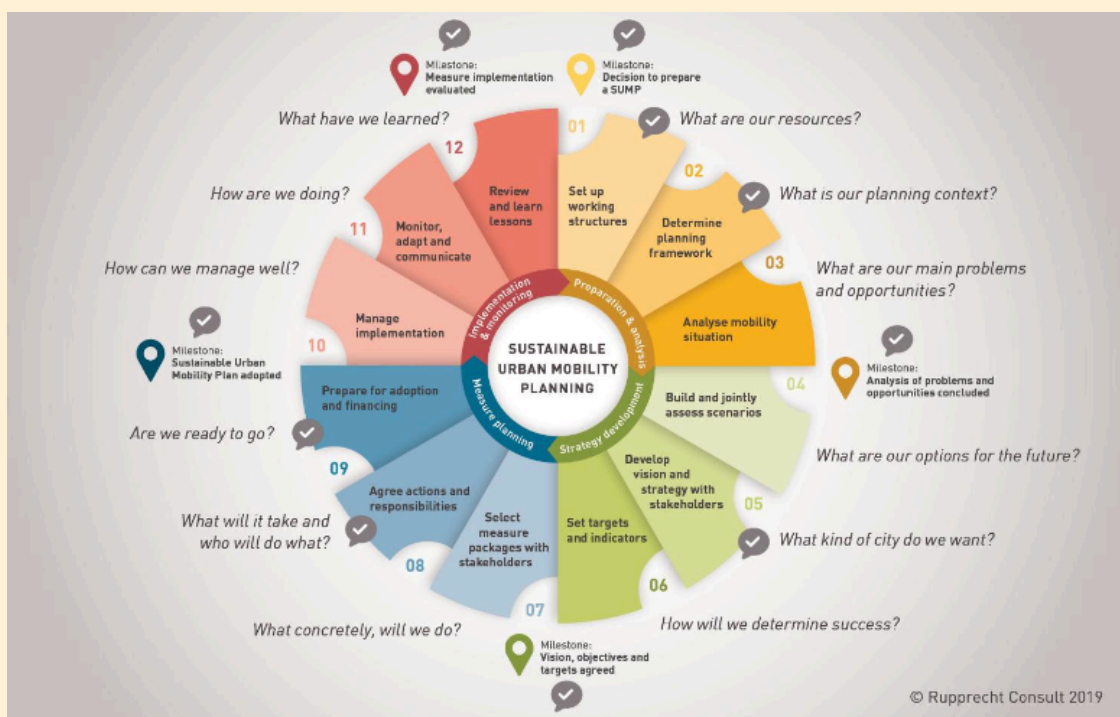 Milestone:
Measure implementation
evaluated
Milestone:
Decision to prepare
a SUMP
What have we learned?
What are our resources?
12
01
Review
and learn
lessons
Set up
working
structures
How are we doing?
What is our planning context?
11
02
Monitor,
adapt and
communicate
Determine
planning
framework
How can we manage well?
What are our main problems
and opportunities?
10
03
Manage
implementation
Analyse mobility
situation
Implementation
& monitoring
Preparation & analysis
SUSTAINABLE
URBAN MOBILITY
PLANNING
Measure planning
Strategy development
Milestone:
Sustainable Urban
Mobility Plan adopted
Milestone:
Analysis of problems and
opportunities concluded
Prepare for adoption
and financing
04
Build and jointly
assess scenarios
Are we ready to go?
What are our options for the future?
09
05
Agree actions and
responsibilities
Develop
vision and
strategy with
stakeholders
What will it take and
who will do what?
What kind of city do we want?
08
06
Select
measure
packages with
stakeholders
Set targets
and indicators
07
What concretely, will we do?
How will we determine success?
Milestone:
Vision, objectives and
targets agreed
© Rupprecht Consult 2019